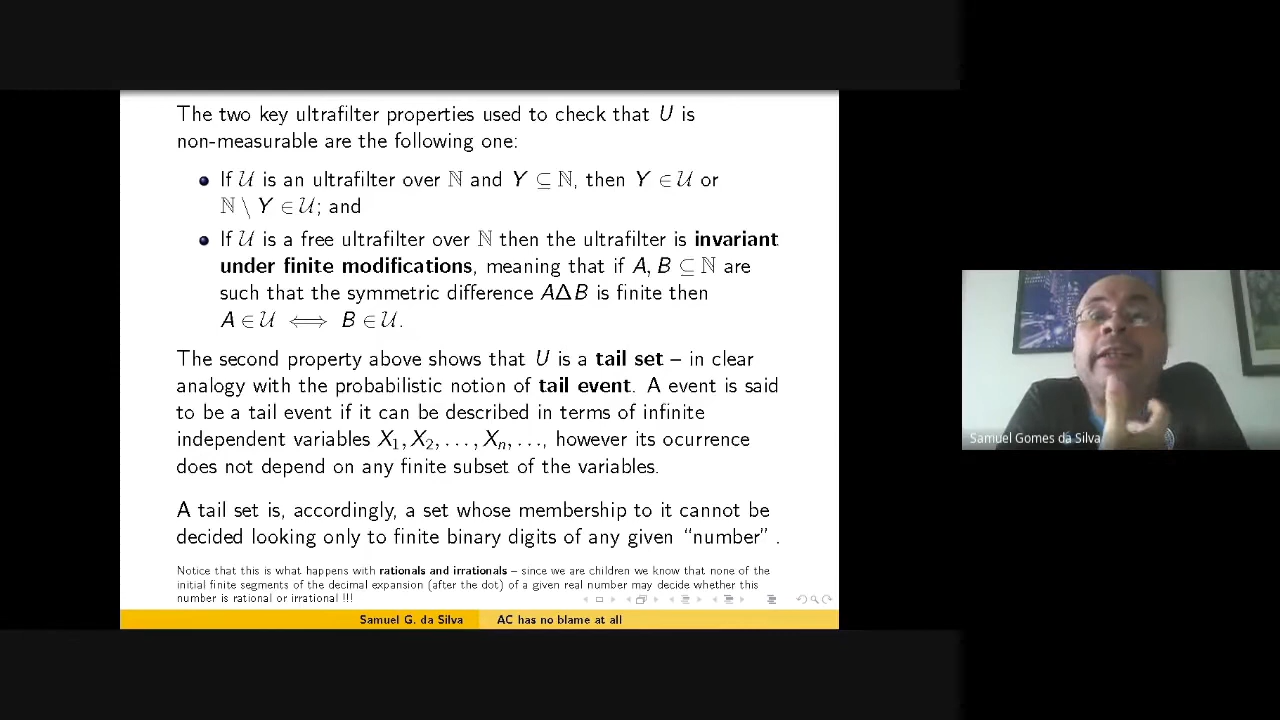 The two key ultrafilter properties used to check that U is
non-measurable are the following one:
If 𝒰 is an ultrafilter over ℕ and Y ⊆ ℕ, then Y ∈ 𝒰 or
ℕ \ Y ∈ 𝒰; and
If 𝒰 is a free ultrafilter over ℕ then the ultrafilter is invariant
under finite modifications, meaning that if A, B ⊆ ℕ are
such that the symmetric difference AΔB is finite then
A ∈ 𝒰 ⟺ B ∈ 𝒰.
The second property above shows that U is a tail set – in clear
analogy with the probabilistic notion of tail event. A event is said
to be a tail event if it can be described in terms of infinite
independent variables X₁, X₂, . . . , Xₙ, . . ., however its ocurrence
does not depend on any finite subset of the variables.
A tail set is, accordingly, a set whose membership to it cannot be
decided looking only to finite binary digits of any given “number” .
Notice that this is what happens with rationals and irrationals – since we are children we know that none of the
initial finite segments of the decimal expansion (after the dot) of a given real number may decide whether this
number is rational or irrational !!!
Samuel G. da Silva AC has no blame at all
Samuel Gomes da Silva